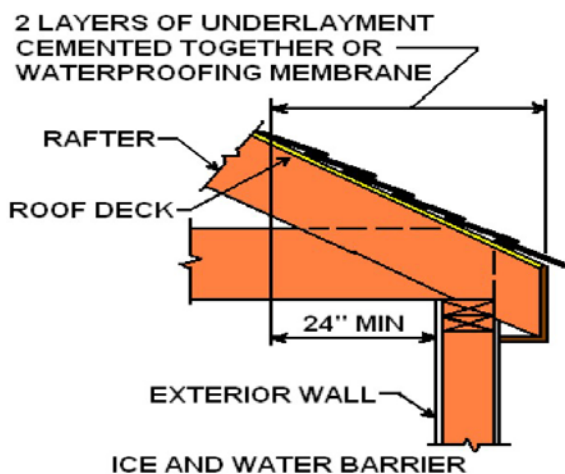 2 LAYERS OF UNDERLAYMENT
CEMENTED TOGETHER OR
WATERPROOFING MEMBRANE
RAFTER
ROOF DECK
24" MIN
EXTERIOR WALL
ICE AND WATER BARRIER